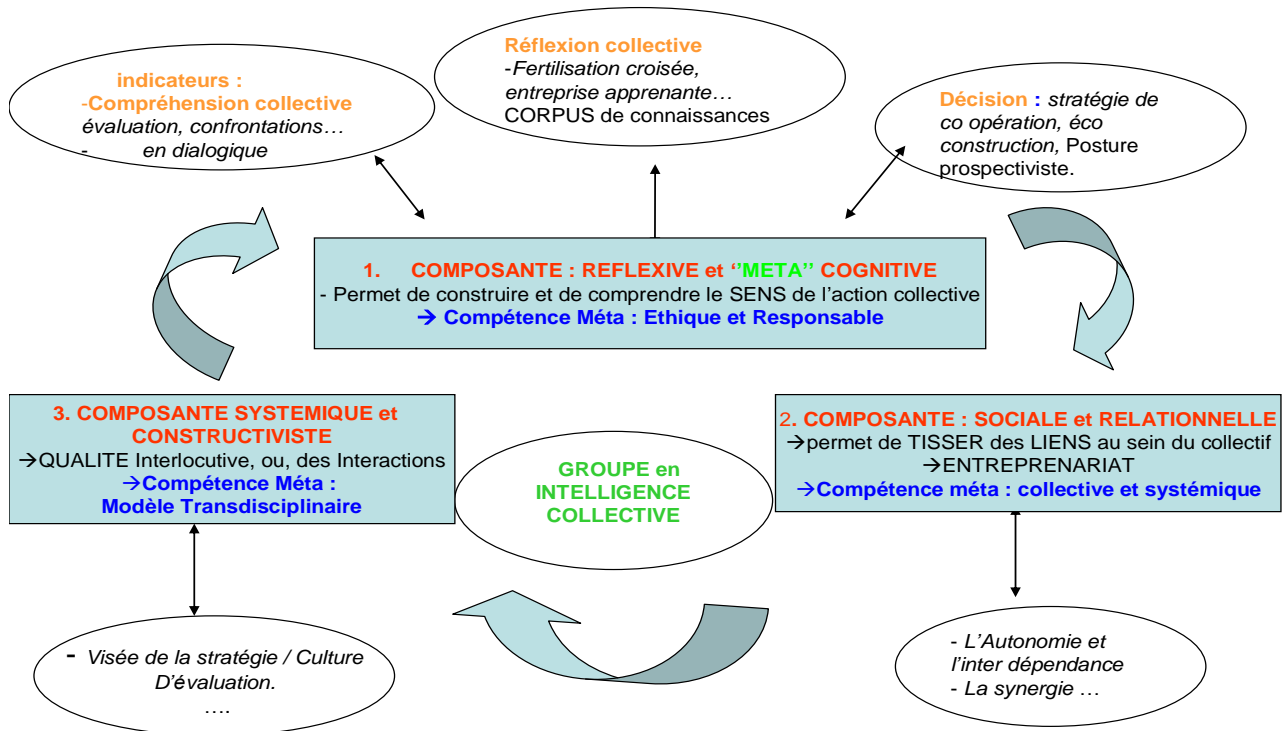 indicateurs :
-Compréhension collective
évaluation, confrontations…
- en dialogique
Réflexion collective
-Fertilisation croisée,
entreprise apprenante…
CORPUS de connaissances
Décision : stratégie de
co opération, éco
construction, Posture
prospectiviste.
1. COMPOSANTE : REFLEXIVE et ‘’META’’ COGNITIVE
- Permet de construire et de comprendre le SENS de l’action collective
→ Compétence Méta : Ethique et Responsable
3. COMPOSANTE SYSTEMIQUE et
CONSTRUCTIVISTE
→QUALITE Interlocutive, ou, des Interactions
→Compétence Méta :
Modèle Transdisciplinaire
GROUPE en
INTELLIGENCE
COLLECTIVE
2. COMPOSANTE : SOCIALE et RELATIONNELLE
→permet de TISSER des LIENS au sein du collectif
→ENTREPRENARIAT
→Compétence méta : collective et systémique
- Visée de la stratégie / Culture
D’évaluation.
….
- L’Autonomie et
l’inter dépendance
- La synergie …